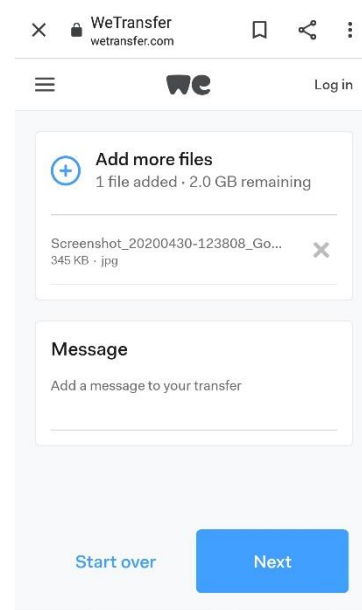 WeTransfer
wetransfer.com
we
Log in
Add more files
1 file added · 2.0 GB remaining
Screenshot_20200430-123808_Go...
345 KB · jpg
Message
Add a message to your transfer
Start over
Next